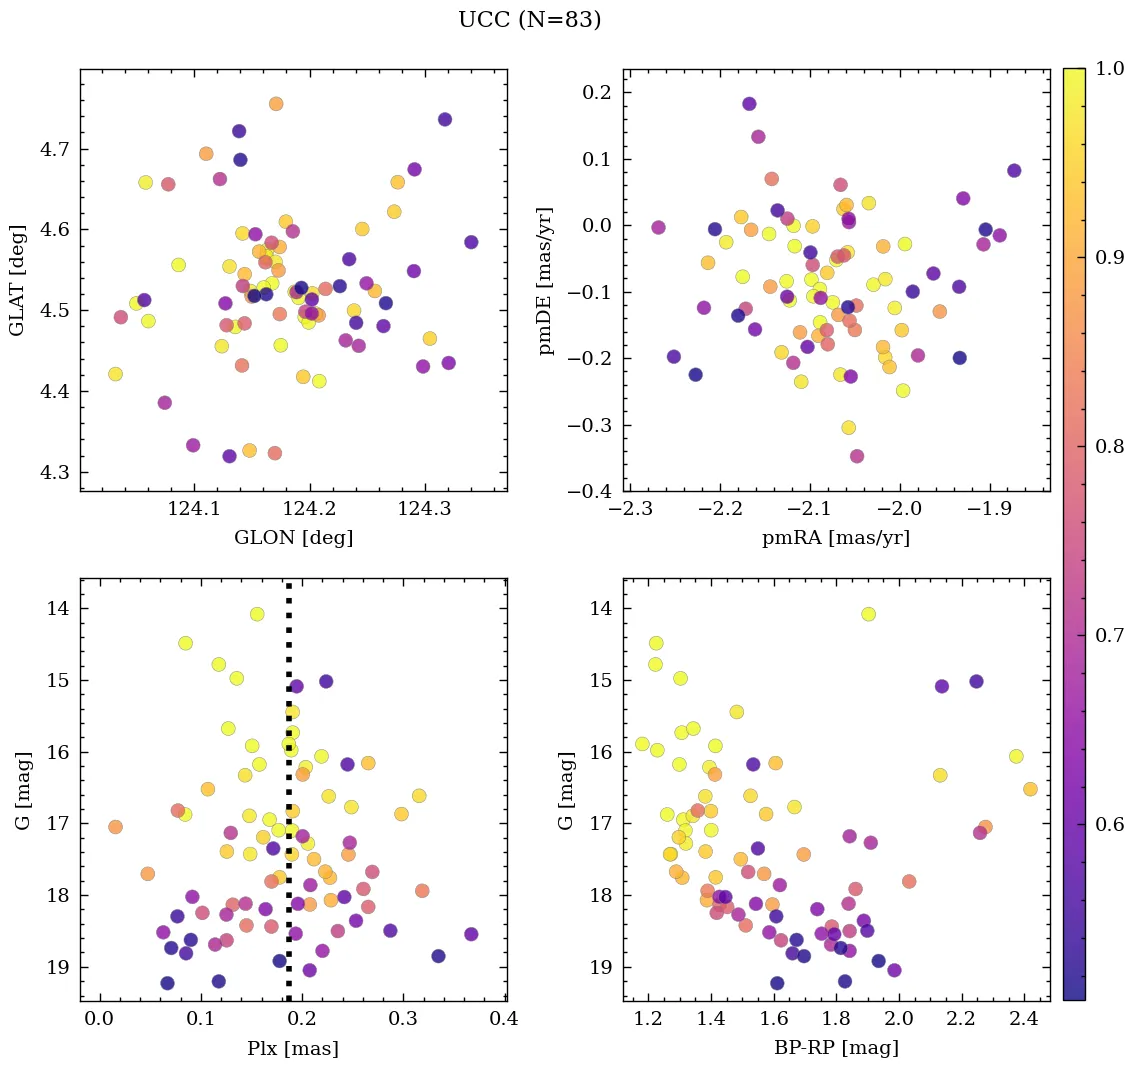 UCC (N=83)
4.7
4.6
4.5
4.4
4.3
GLAT [deg]
124.1 124.2 124.3
GLON [deg]
0.2
0.1
0.0
−0.1
−0.2
−0.3
−0.4
pmDE [mas/yr]
−2.3 −2.2 −2.1 −2.0 −1.9
pmRA [mas/yr]
14
15
16
17
18
19
G [mag]
0.0 0.1 0.2 0.3 0.4
Plx [mas]
14
15
16
17
18
19
G [mag]
1.2 1.4 1.6 1.8 2.0 2.2 2.4
BP-RP [mag]
1.0
0.9
0.8
0.7
0.6